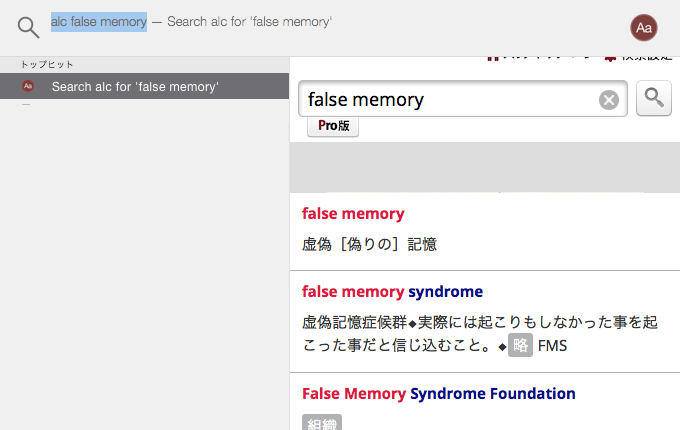 alc false memory — Search alc for 'false memory'
Aa
トップヒット
Aa Search alc for 'false memory'
検索設定
false memory
Pro版
false memory
虚偽［偽りの］記憶
false memory syndrome
虚偽記憶症候群◆実際には起こりもしなかった事を起
こった事だと信じ込むこと。◆略 FMS
False Memory Syndrome Foundation
組織